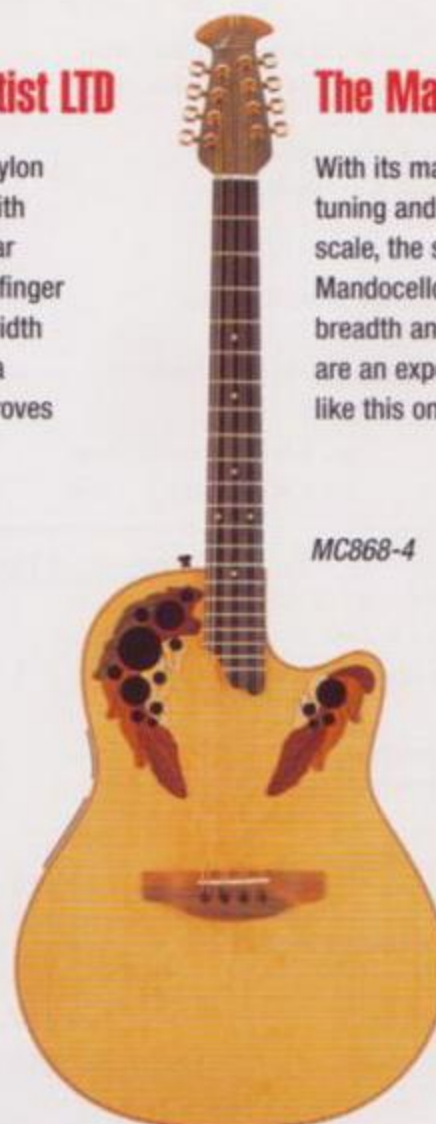 tist LTD
ylon
ith
ar
finger
idth
a
roves
The Ma
With its ma
tuning and
scale, the s
Mandocello
breadth an
are an expe
like this on
MC868-4